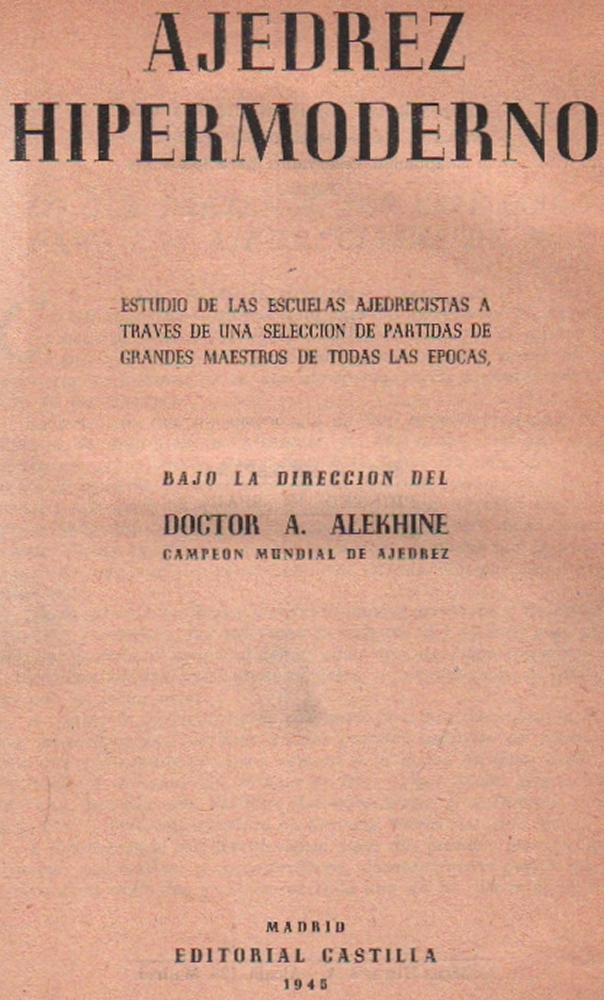 AJEDREZ
HIPERMODERNO
ESTUDIO DE LAS ESCUELAS AJEDRECISTAS A
TRAVES DE UNA SELECCION DE PARTIDAS DE
GRANDES MAESTROS DE TODAS LAS EPOCAS,
BAJO LA DIRECCION DEL
DOCTOR A. ALEKHINE
CAMPEON MUNDIAL DE AJEDREZ
MADRID
EDITORIAL CASTILLA
1945